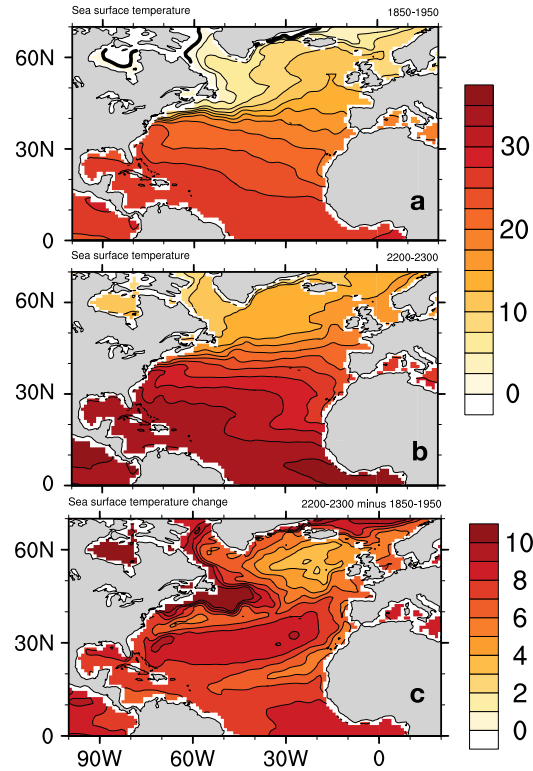 Sea surface temperature 1850-1950
60N
30N
0
a
30
20
10
0
Sea surface temperature 2200-2300
60N
30N
0
b
Sea surface temperature change 2200-2300 minus 1850-1950
60N
30N
0
c
10
8
6
4
2
0
90W 60W 30W 0